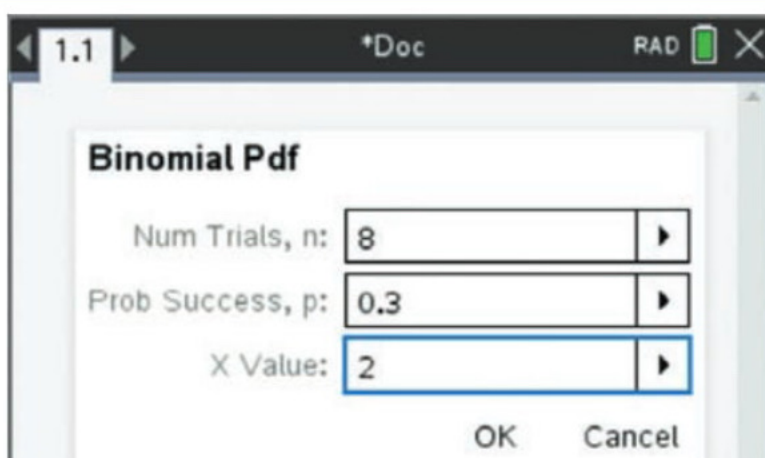 1.1 *Doc RAD
Binomial Pdf
Num Trials, n: 8
Prob Success, p: 0.3
X Value: 2
OK Cancel